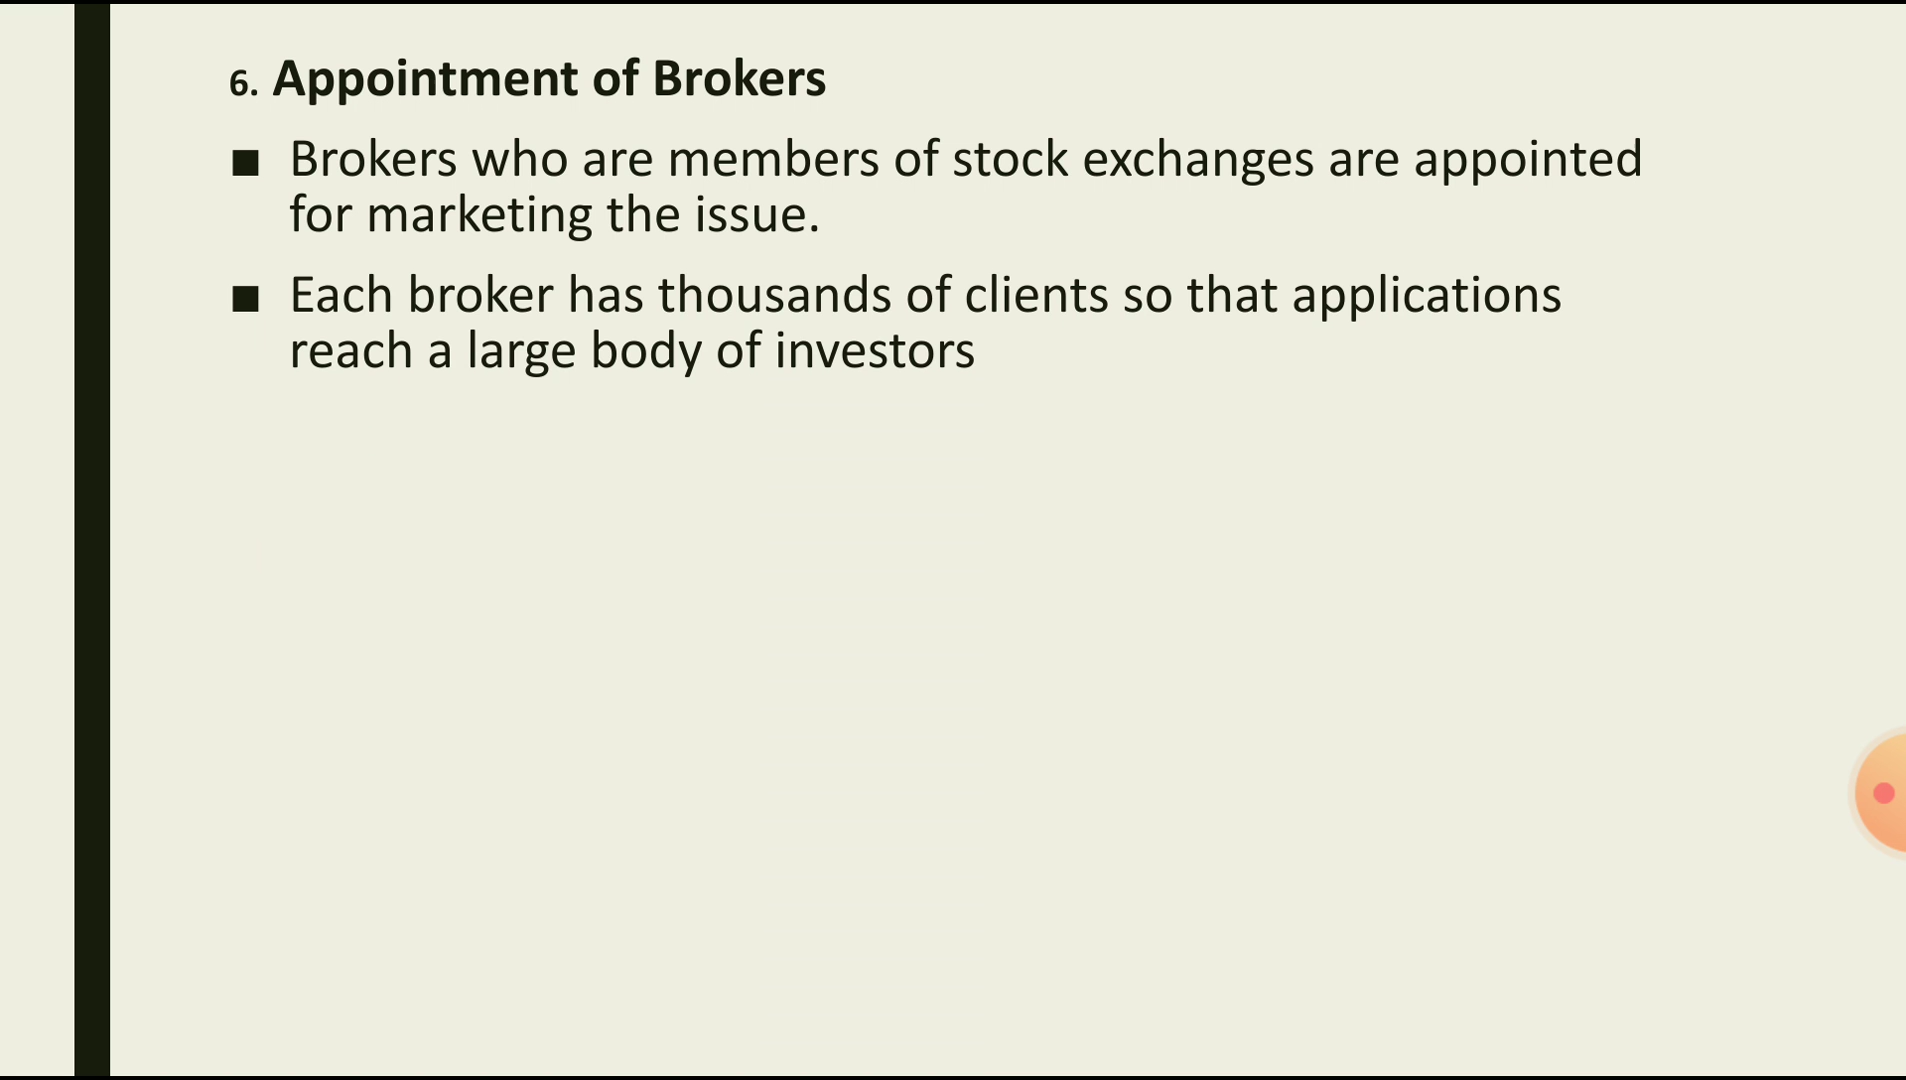 6. Appointment of Brokers
■ Brokers who are members of stock exchanges are appointed
for marketing the issue.
■ Each broker has thousands of clients so that applications
reach a large body of investors